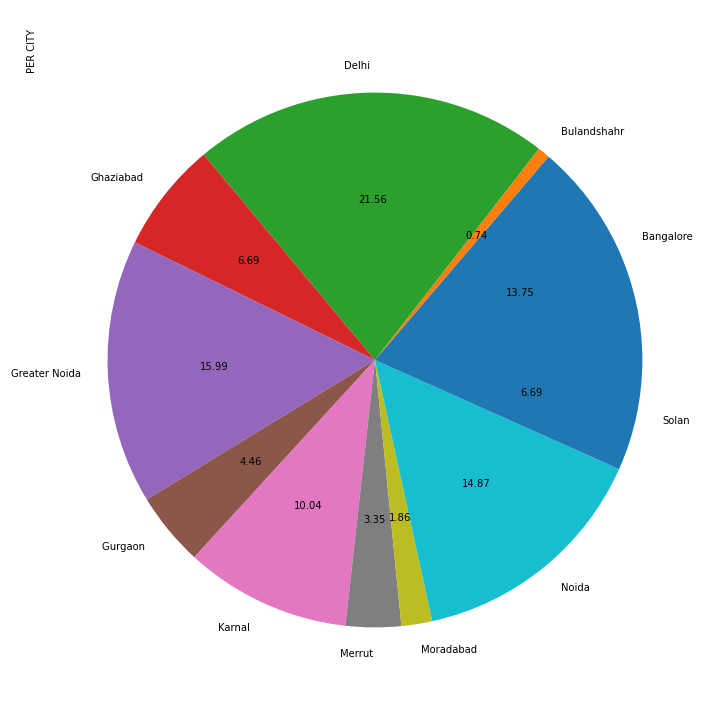 PER CITY
Delhi
Bulandshahr
Ghaziabad
Bangalore
21.56
0.74
6.69
13.75
15.99
Greater Noida
6.69
Solan
4.46
14.87
10.04
3.35
1.86
Gurgaon
Noida
Karnal
Merrut
Moradabad